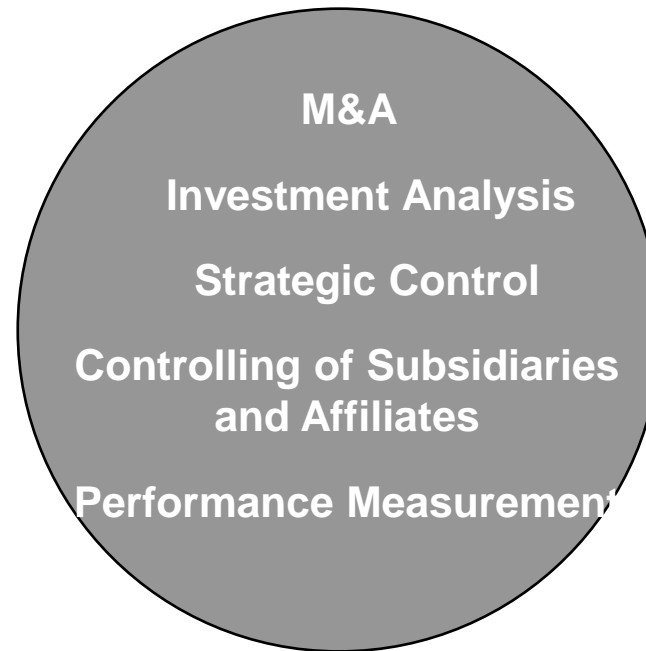 M&A
Investment Analysis
Strategic Control
Controlling of Subsidiaries
and Affiliates
Performance Measurement